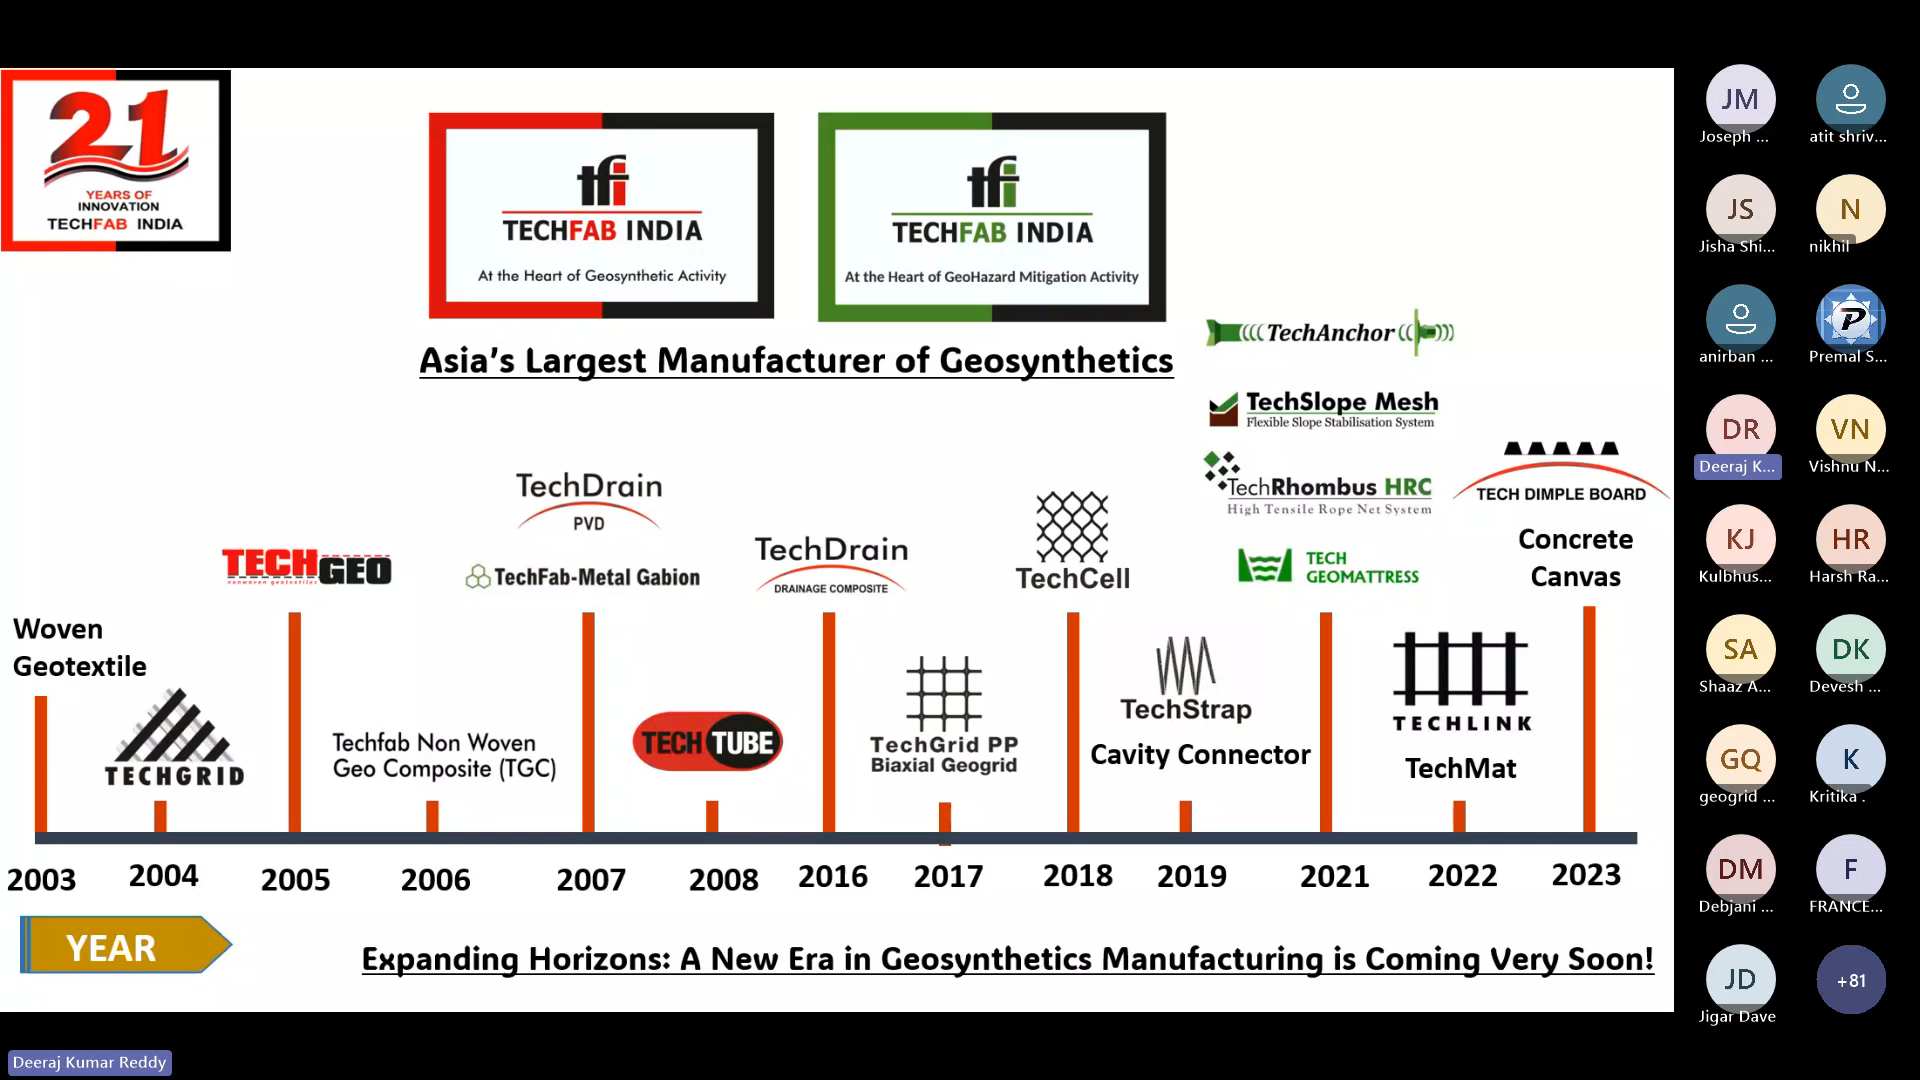 21
YEARS OF
INNOVATION
TECHFAB INDIA
tfi
TECHFAB INDIA
At the Heart of Geosynthetic Activity
tfi
TECHFAB INDIA
At the Heart of GeoHazard Mitigation Activity
Asia's Largest Manufacturer of Geosynthetics
TechAnchor
TechSlope Mesh
Flexible Slope Stabilisation System
TechRhombus HRC
High Tensile Rope Net System
TECH
GEOMATTRESS
TECH DIMPLE BOARD
Concrete
Canvas
TechDrain
PVD
TechFab-Metal Gabion
TechDrain
DRAINAGE COMPOSITE
TechCell
TECHGEO
nonwoven geotextiles
Woven
Geotextile
TECHGRID
Techfab Non Woven
Geo Composite (TGC)
TECH TUBE
TechGrid PP
Biaxial Geogrid
TechStrap
Cavity Connector
TECHLINK
TechMat
2003 2004 2005 2006 2007 2008 2016 2017 2018 2019 2021 2022 2023
YEAR
Expanding Horizons: A New Era in Geosynthetics Manufacturing is Coming Very Soon!
Deeraj Kumar Reddy
JM
Joseph ...
atit shriv...
JS
Jisha Shi...
N
nikhil
anirban ...
P
Premal S...
DR
Deeraj K...
VN
Vishnu N...
KJ
Kulbhus...
HR
Harsh Ra...
SA
Shaaz A...
DK
Devesh ...
GQ
geogrid ...
K
Kritika .
DM
Debjani ...
F
FRANCE...
JD
Jigar Dave
+81